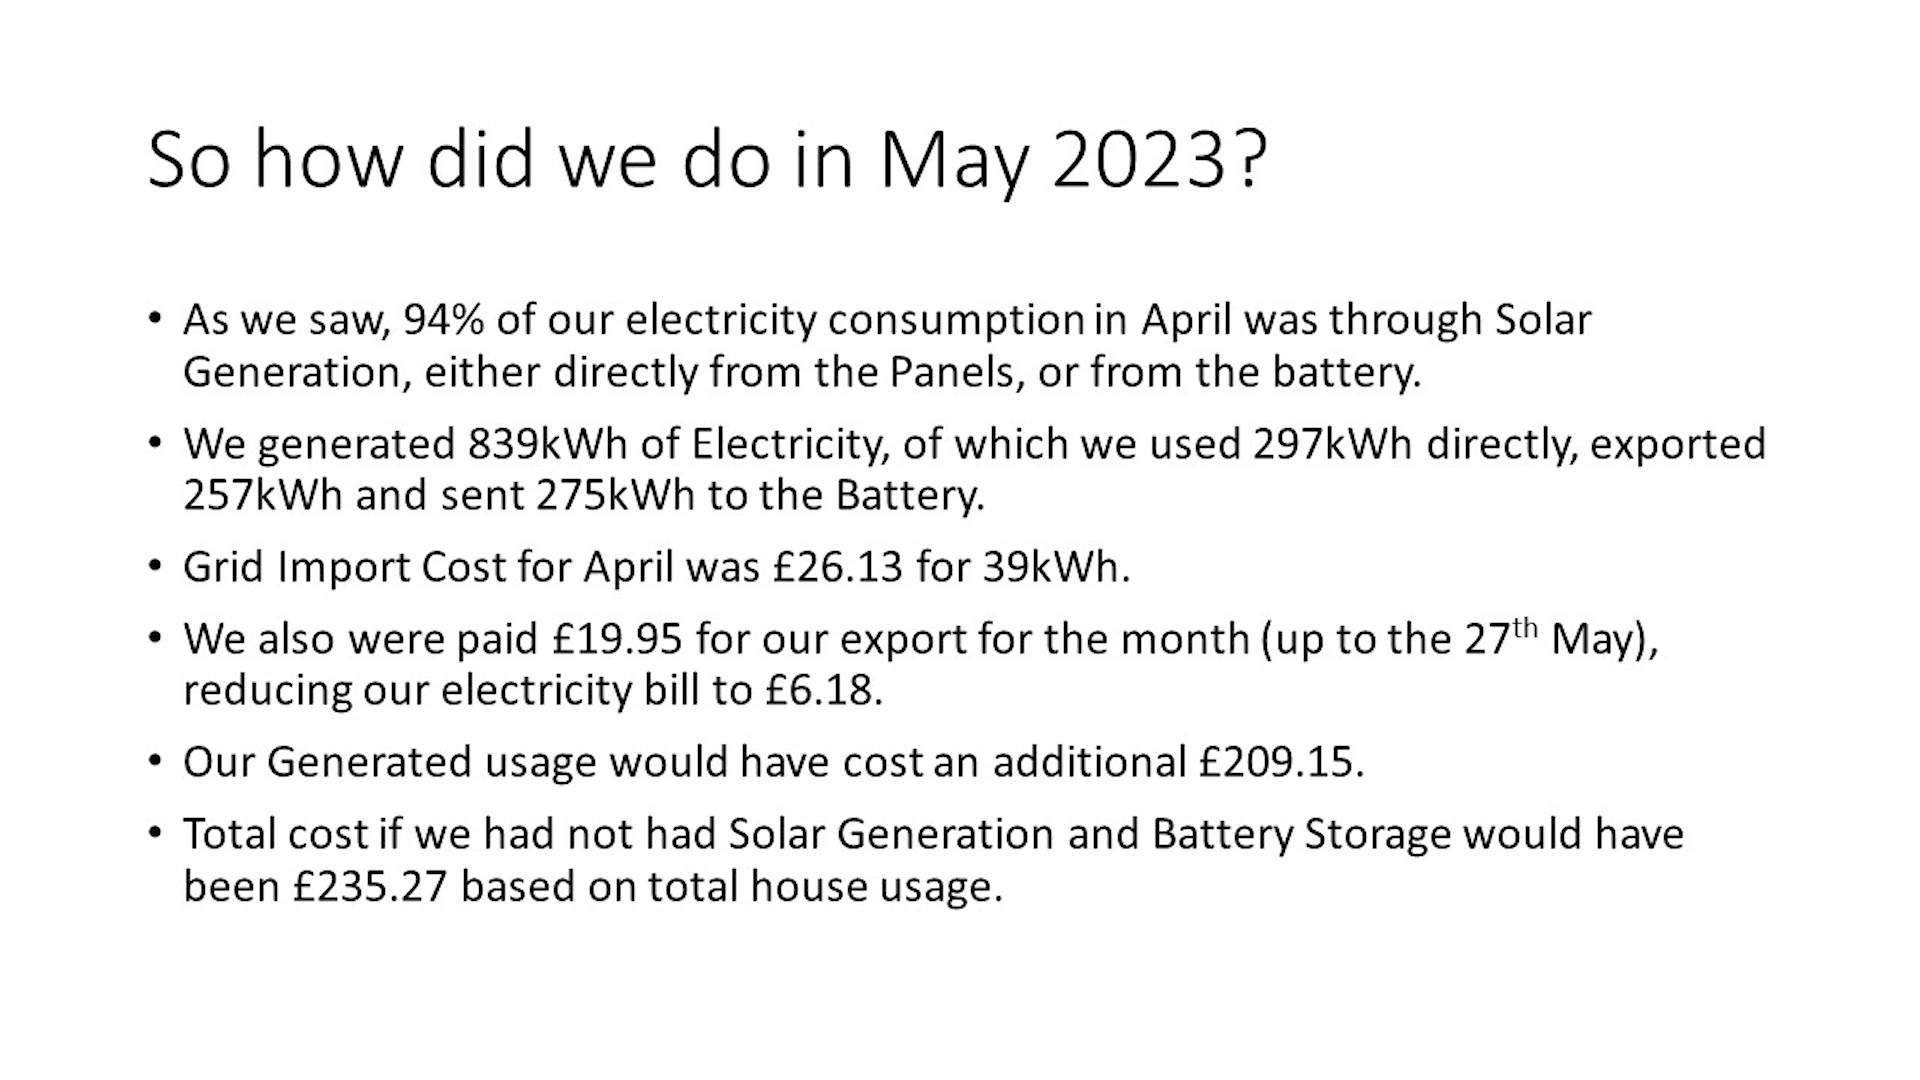 So how did we do in May 2023?
• As we saw, 94% of our electricity consumption in April was through Solar
Generation, either directly from the Panels, or from the battery.
• We generated 839kWh of Electricity, of which we used 297kWh directly, exported
257kWh and sent 275kWh to the Battery.
• Grid Import Cost for April was £26.13 for 39kWh.
• We also were paid £19.95 for our export for the month (up to the 27th May),
reducing our electricity bill to £6.18.
• Our Generated usage would have cost an additional £209.15.
• Total cost if we had not had Solar Generation and Battery Storage would have
been £235.27 based on total house usage.